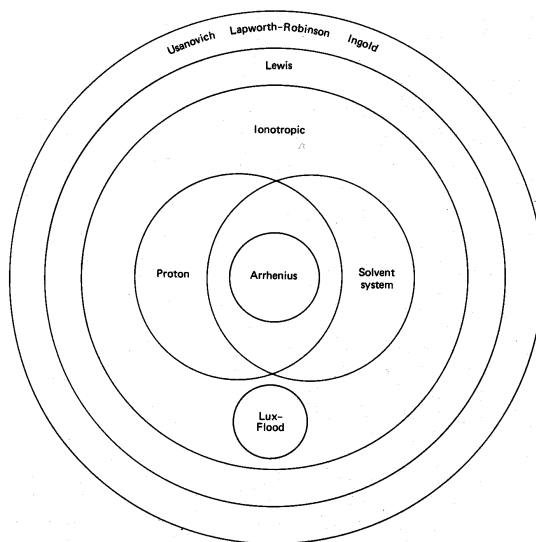 Usanovich Lapworth-Robinson Ingold
Lewis
Ionotropic
Proton
Arrhenius
Solvent
system
Lux-
Flood